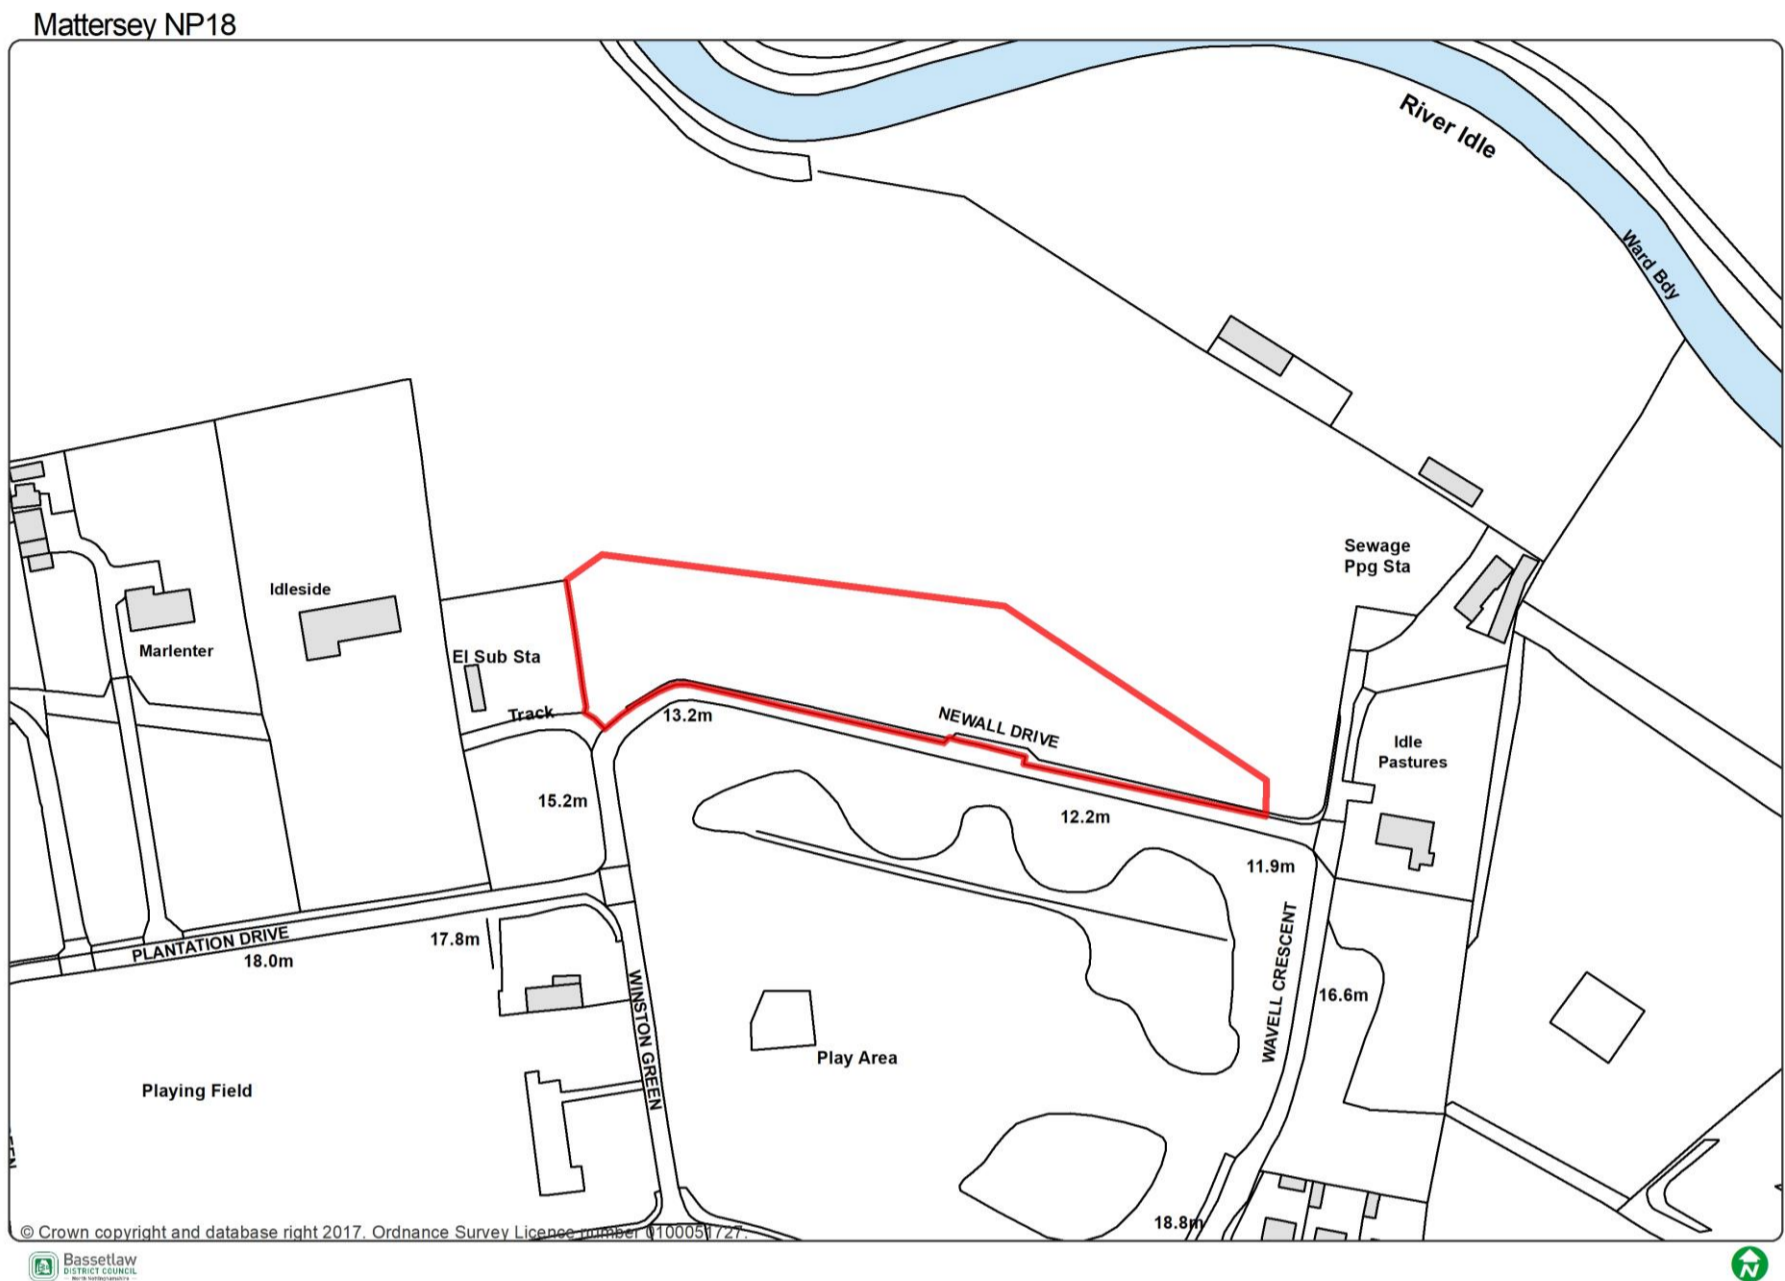 Mattersey NP18
River Idle
Ward Bdy
Sewage
Ppg Sta
Idleside
Marlenter
El Sub Sta
Track
13.2m
NEWALL DRIVE
Idle
Pastures
15.2m
12.2m
11.9m
PLANTATION DRIVE
18.0m
17.8m
WINSTON GREEN
WAVELL CRESCENT
16.6m
Play Area
Playing Field
18.8m
© Crown copyright and database right 2017. Ordnance Survey Licence number 0100051727.
Bassetlaw
DISTRICT COUNCIL
North Nottinghamshire
N